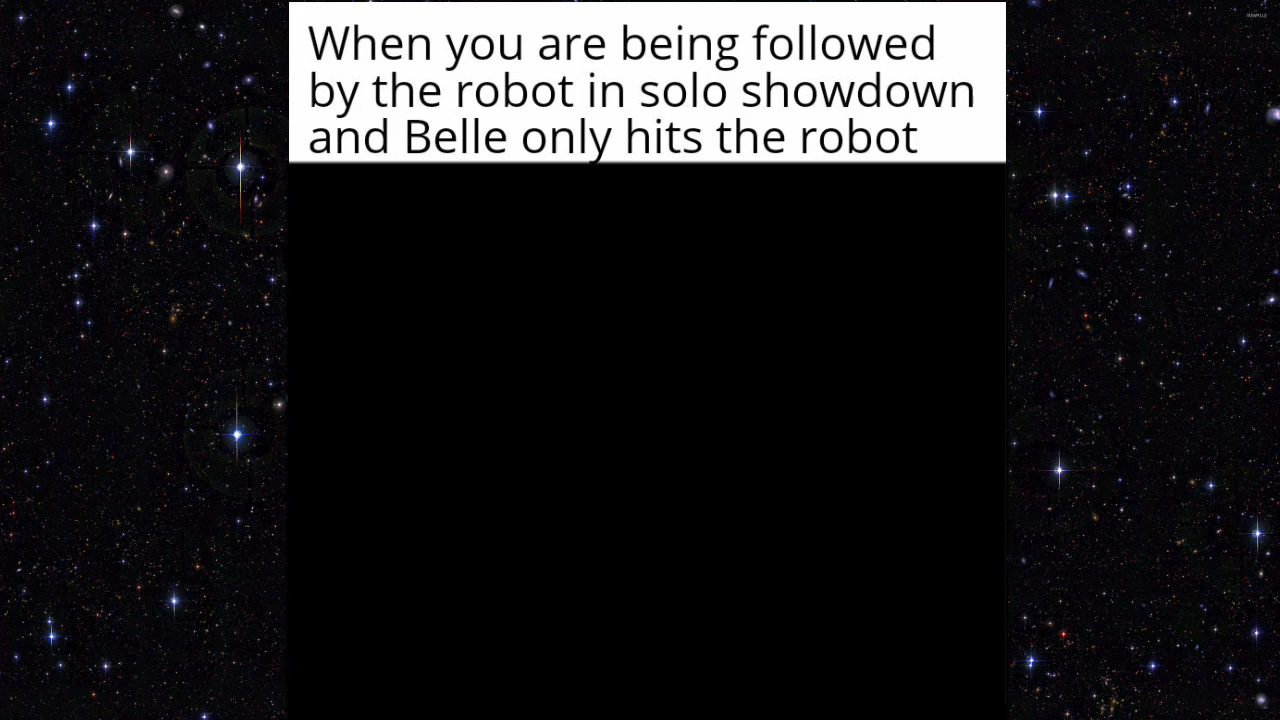 When you are being followed
by the robot in solo showdown
and Belle only hits the robot